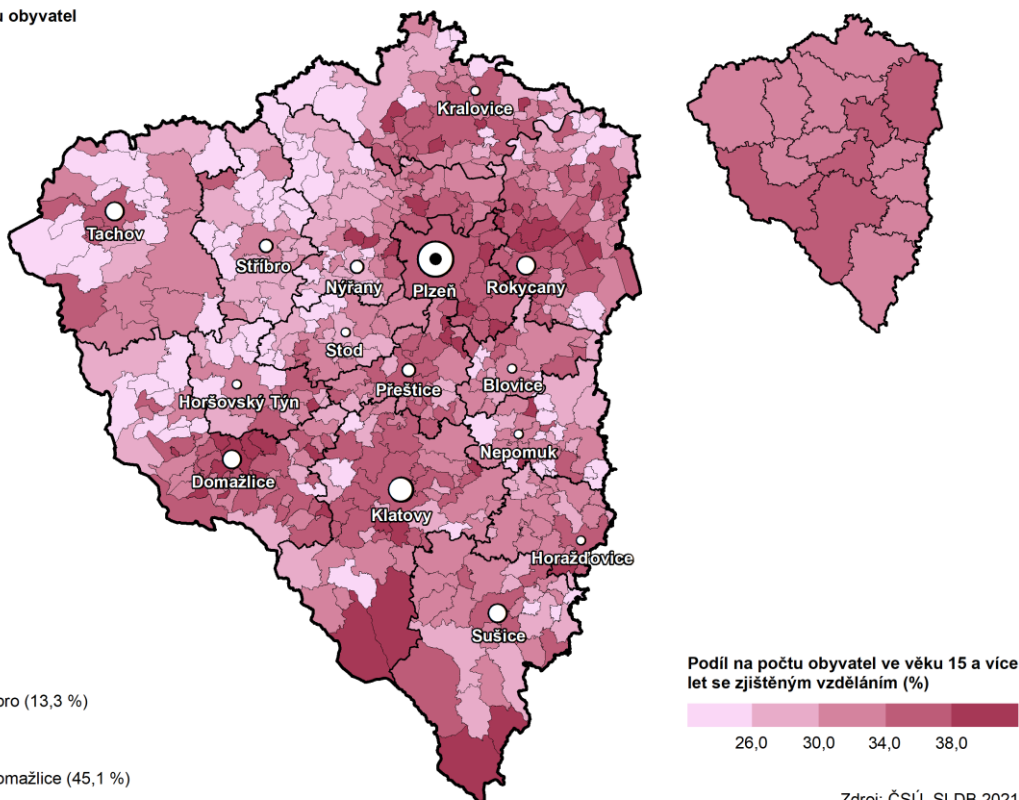 u obyvatel
Kralovice
Tachov
Stříbro
Nýřany
Plzeň
Rokycany
Stod
Přeštice
Blovice
Horšovský Týn
Nepomuk
Domažlice
Klatovy
Horažďovice
Sušice
Podíl na počtu obyvatel ve věku 15 a více
let se zjištěným vzděláním (%)
26,0 30,0 34,0 38,0
bro (13,3 %)
omažlice (45,1 %)
Zdroj: ČSÚ, SLDB 2021